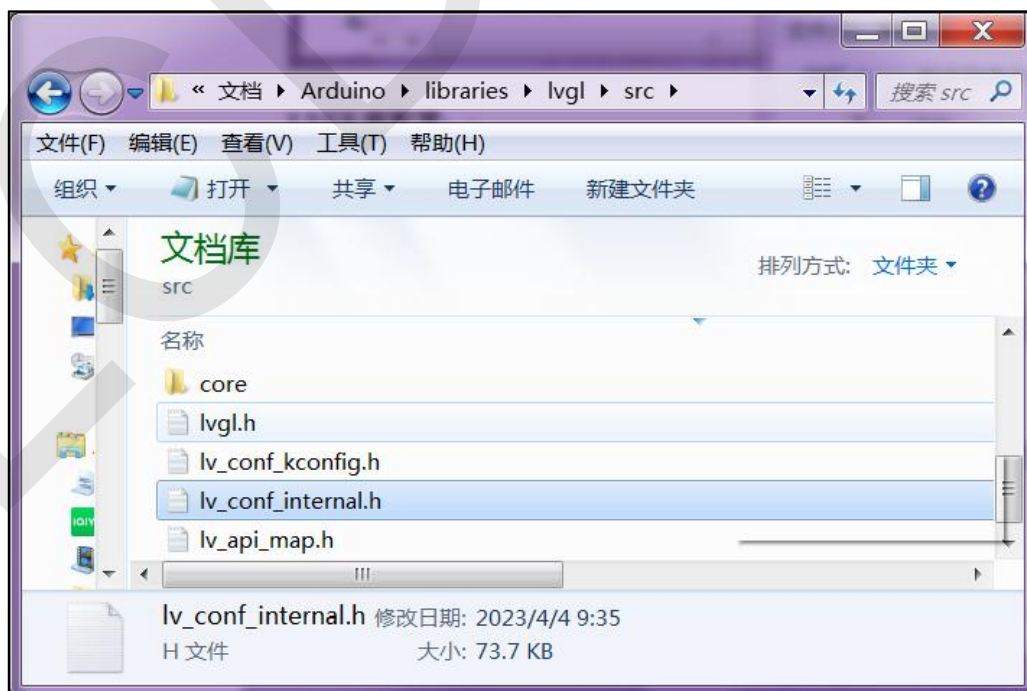 « 文档 Arduino libraries lvgl src 搜索 src
文件(F) 编辑(E) 查看(V) 工具(T) 帮助(H)
组织 打开 共享 电子邮件 新建文件夹
文档库
src
排列方式: 文件夹
名称
core
lvgl.h
lv_conf_kconfig.h
lv_conf_internal.h
lv_api_map.h
lv_conf_internal.h 修改日期: 2023/4/4 9:35
H 文件 大小: 73.7 KB